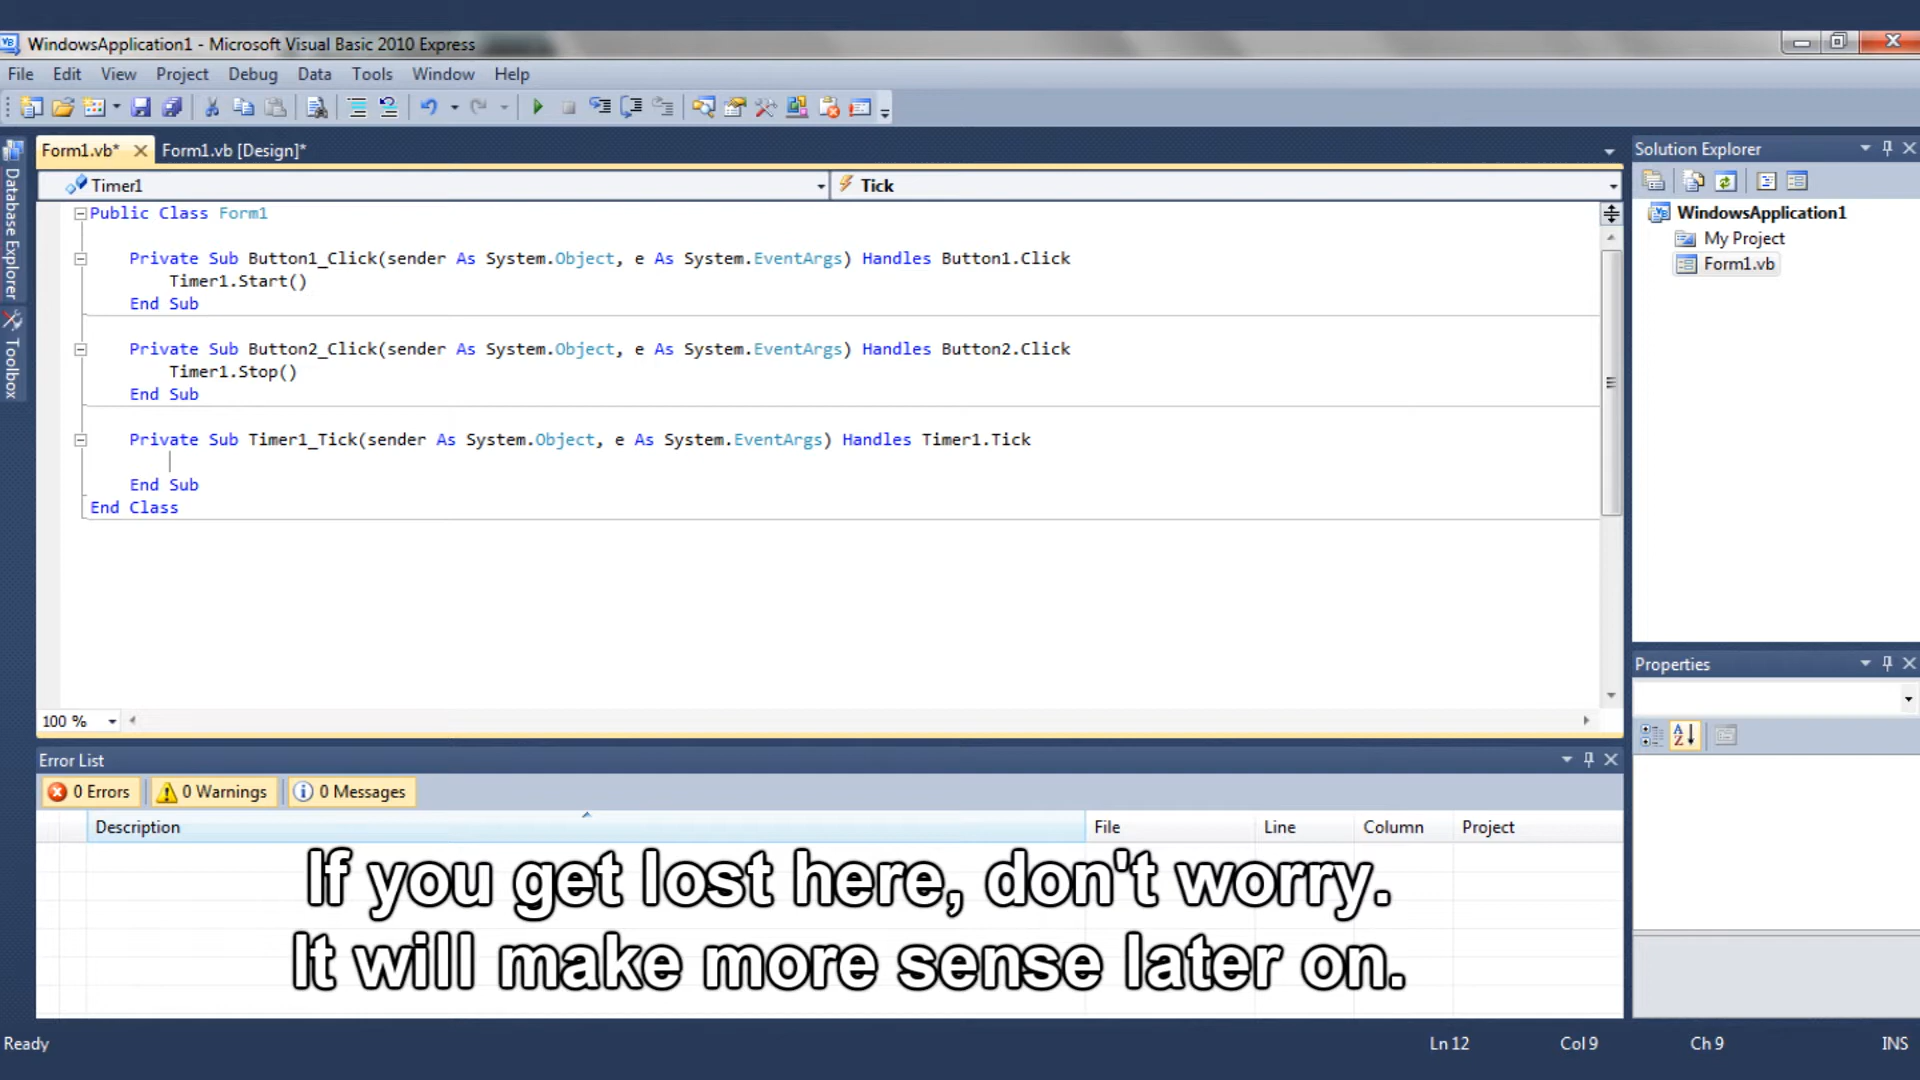 WindowsApplication1 - Microsoft Visual Basic 2010 Express
File Edit View Project Debug Data Tools Window Help
Form1.vb* Form1.vb [Design]*
Timer1 Tick
Public Class Form1
Private Sub Button1_Click(sender As System.Object, e As System.EventArgs) Handles Button1.Click
Timer1.Start()
End Sub
Private Sub Button2_Click(sender As System.Object, e As System.EventArgs) Handles Button2.Click
Timer1.Stop()
End Sub
Private Sub Timer1_Tick(sender As System.Object, e As System.EventArgs) Handles Timer1.Tick
End Sub
End Class
100 %
Database Explorer
Toolbox
Solution Explorer
WindowsApplication1
My Project
Form1.vb
Properties
Error List
0 Errors 0 Warnings 0 Messages
Description File Line Column Project
If you get lost here, don't worry.
It will make more sense later on.
Ready Ln 12 Col 9 Ch 9 INS